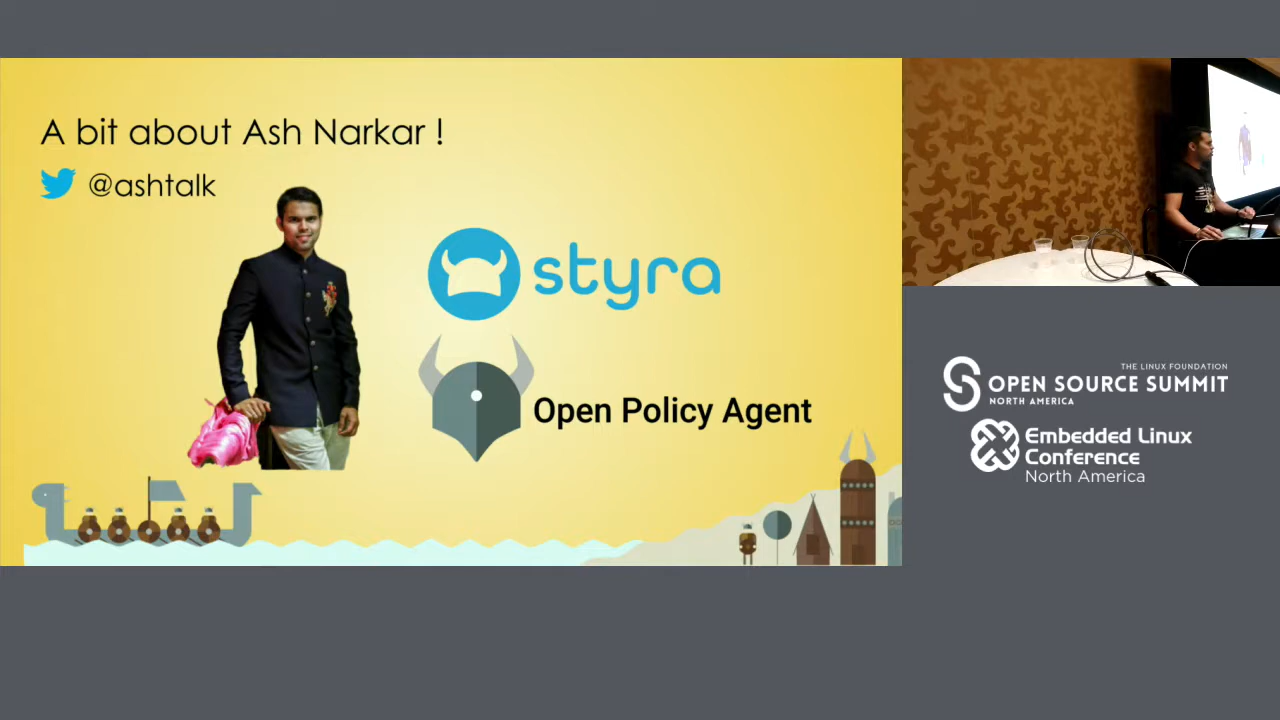 A bit about Ash Narkar !
@ashtalk
styra
Open Policy Agent
THE LINUX FOUNDATION
OPEN SOURCE SUMMIT
NORTH AMERICA
Embedded Linux
Conference
North America